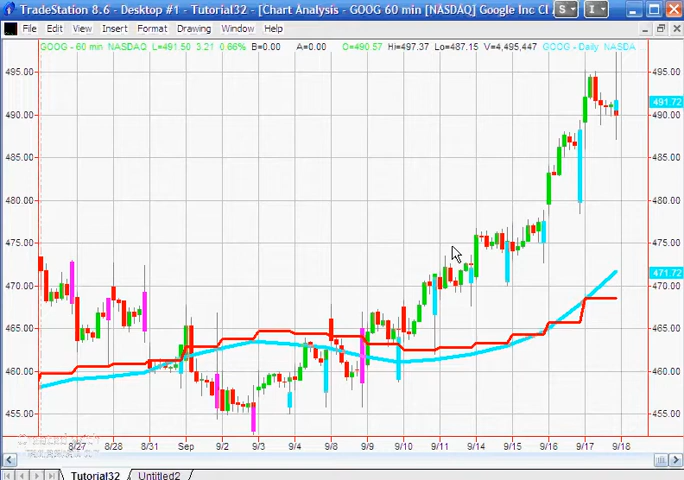 TradeStation 8.6 - Desktop #1 - Tutorial32 - [Chart Analysis - GOOG 60 min [NASDAQ] Google Inc Cl
S
I
File Edit View Insert Format Drawing Window Help
GOOG - 60 min NASDAQ L=491.50 3.21 0.66% B=0.00 A=0.00 O=490.57 Hi=497.37 Lo=487.15 V=4,495,447 GOOG - Daily NASDA
495.00 495.00
491.72
490.00 490.00
485.00 485.00
480.00 480.00
475.00 475.00
471.72
470.00 470.00
465.00 465.00
460.00 460.00
455.00 455.00
8/27 8/28 8/31 Sep 9/2 9/3 9/4 9/8 9/9 9/10 9/11 9/14 9/15 9/16 9/17 9/18
Tutorial32 Untitled2